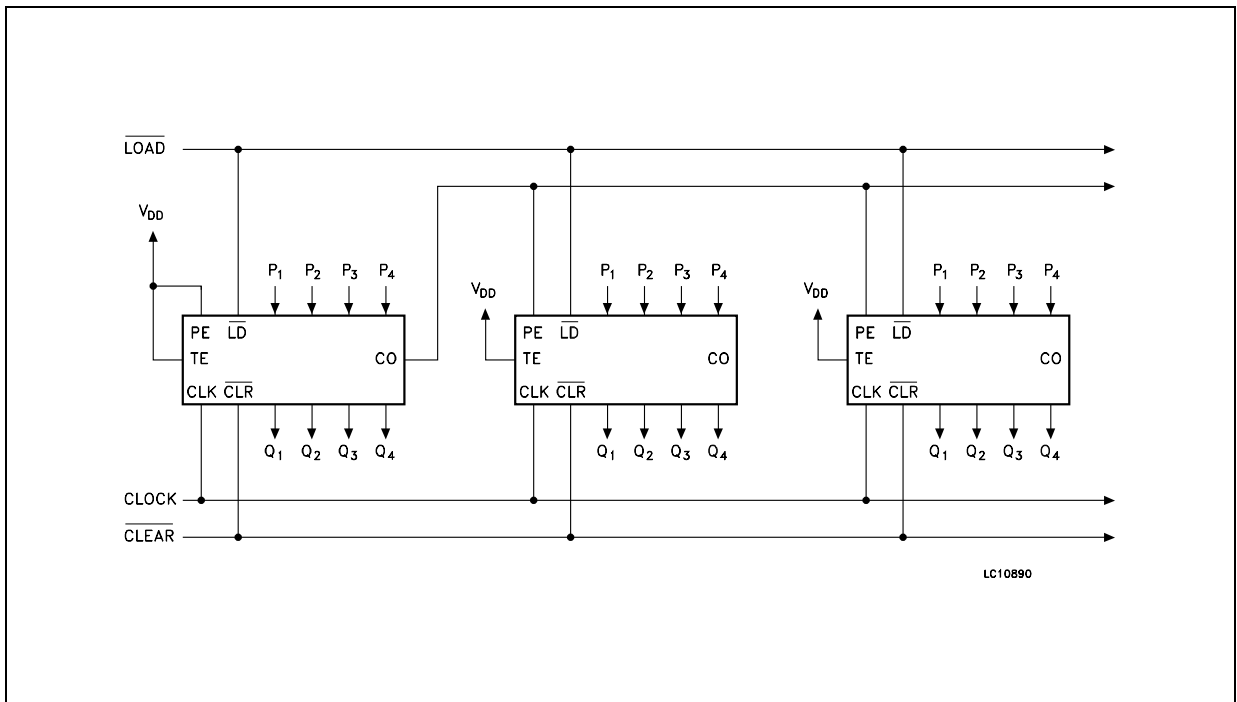 LOAD
VDD
P1 P2 P3 P4
P1 P2 P3 P4
P1 P2 P3 P4
VDD
VDD
PE LD
TE
CO
CLK CLR
PE LD
TE
CO
CLK CLR
PE LD
TE
CO
CLK CLR
Q1 Q2 Q3 Q4
Q1 Q2 Q3 Q4
Q1 Q2 Q3 Q4
CLOCK
CLEAR
LC10890